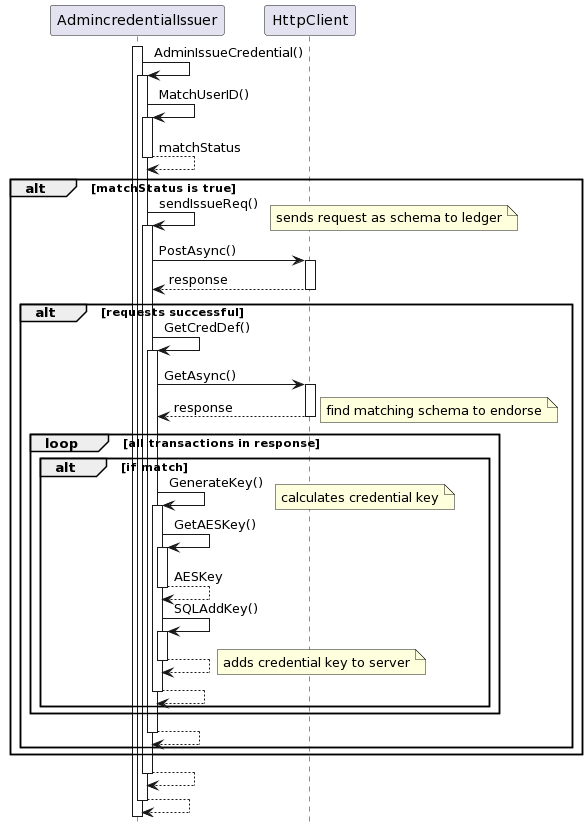 AdmincredentialIssuer
HttpClient
AdminIssueCredential()
MatchUserID()
matchStatus
alt
[matchStatus is true]
sendIssueReq()
sends request as schema to ledger
PostAsync()
response
alt
[requests successful]
GetCredDef()
GetAsync()
response
find matching schema to endorse
loop
[all transactions in response]
alt
[if match]
GenerateKey()
calculates credential key
GetAESKey()
AESKey
SQLAddKey()
adds credential key to server